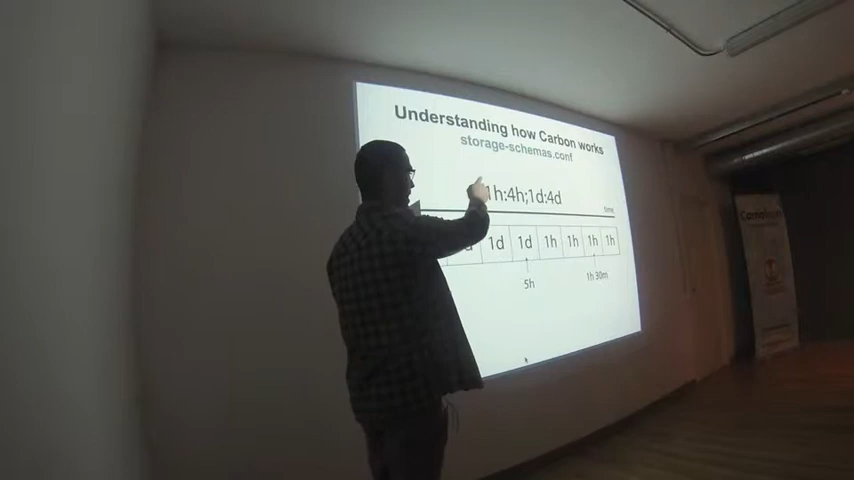 Understanding how Carbon works
storage-schemas.conf
1h:4h;1d:4d
time
1d 1d 1h 1h 1h 1h
5h 1h 30m